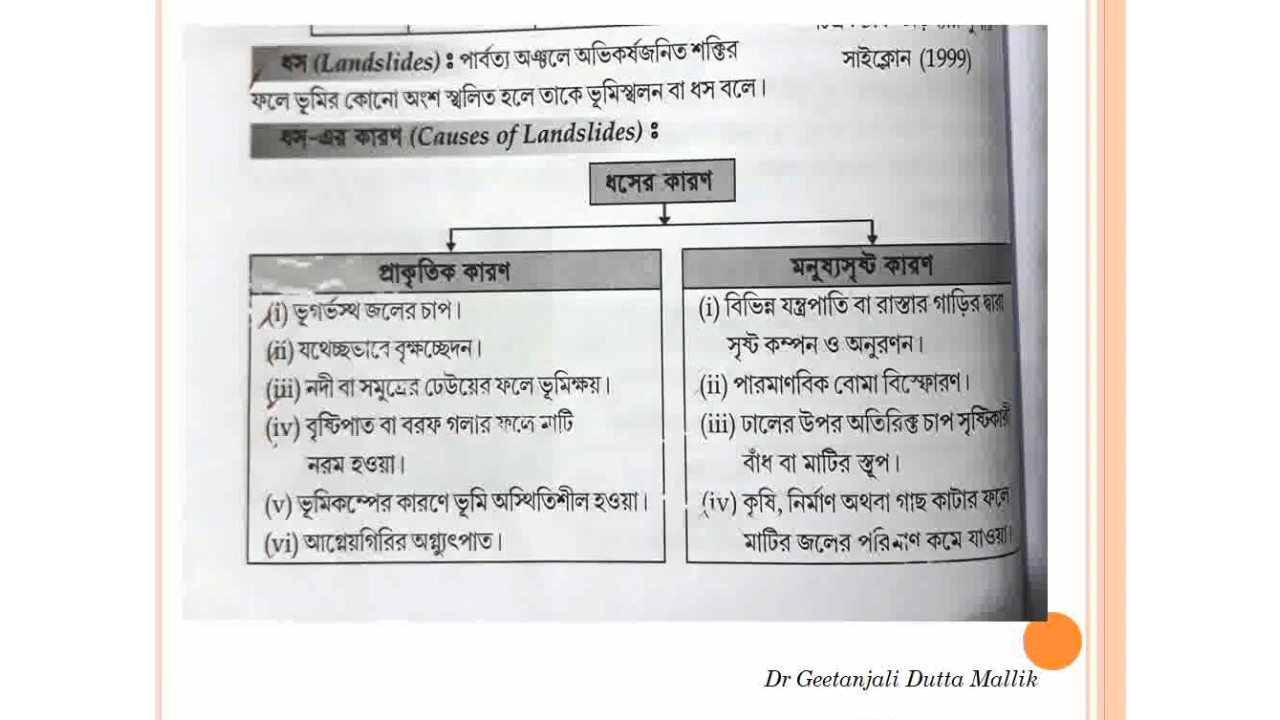 ধস (Landslides) : পার্বত্য অঞ্চলে অভিকর্ষজনিত শক্তির
ফলে ভূমির কোনো অংশ স্খলিত হলে তাকে ভূমিস্খলন বা ধস বলে।
সাইক্লোন (1999)
ধস-এর কারণ (Causes of Landslides) :
ধসের কারণ
প্রাকৃতিক কারণ
(i) ভূগর্ভস্থ জলের চাপ।
(ii) যথেচ্ছভাবে বৃক্ষচ্ছেদন।
(iii) নদী বা সমুদ্রের ঢেউয়ের ফলে ভূমিক্ষয়।
(iv) বৃষ্টিপাত বা বরফ গলার ফলে মাটি
নরম হওয়া।
(v) ভূমিকম্পের কারণে ভূমি অস্থিতিশীল হওয়া।
(vi) আগ্নেয়গিরির অগ্ন্যুৎপাত।
মনুষ্যসৃষ্ট কারণ
(i) বিভিন্ন যন্ত্রপাতি বা রাস্তার গাড়ির দ্বারা
সৃষ্ট কম্পন ও অনুরণন।
(ii) পারমাণবিক বোমা বিস্ফোরণ।
(iii) ঢালের উপর অতিরিক্ত চাপ সৃষ্টিকারী
বাঁধ বা মাটির স্তূপ।
(iv) কৃষি, নির্মাণ অথবা গাছ কাটার ফলে
মাটির জলের পরিমাণ কমে যাওয়া।
Dr Geetanjali Dutta Mallik